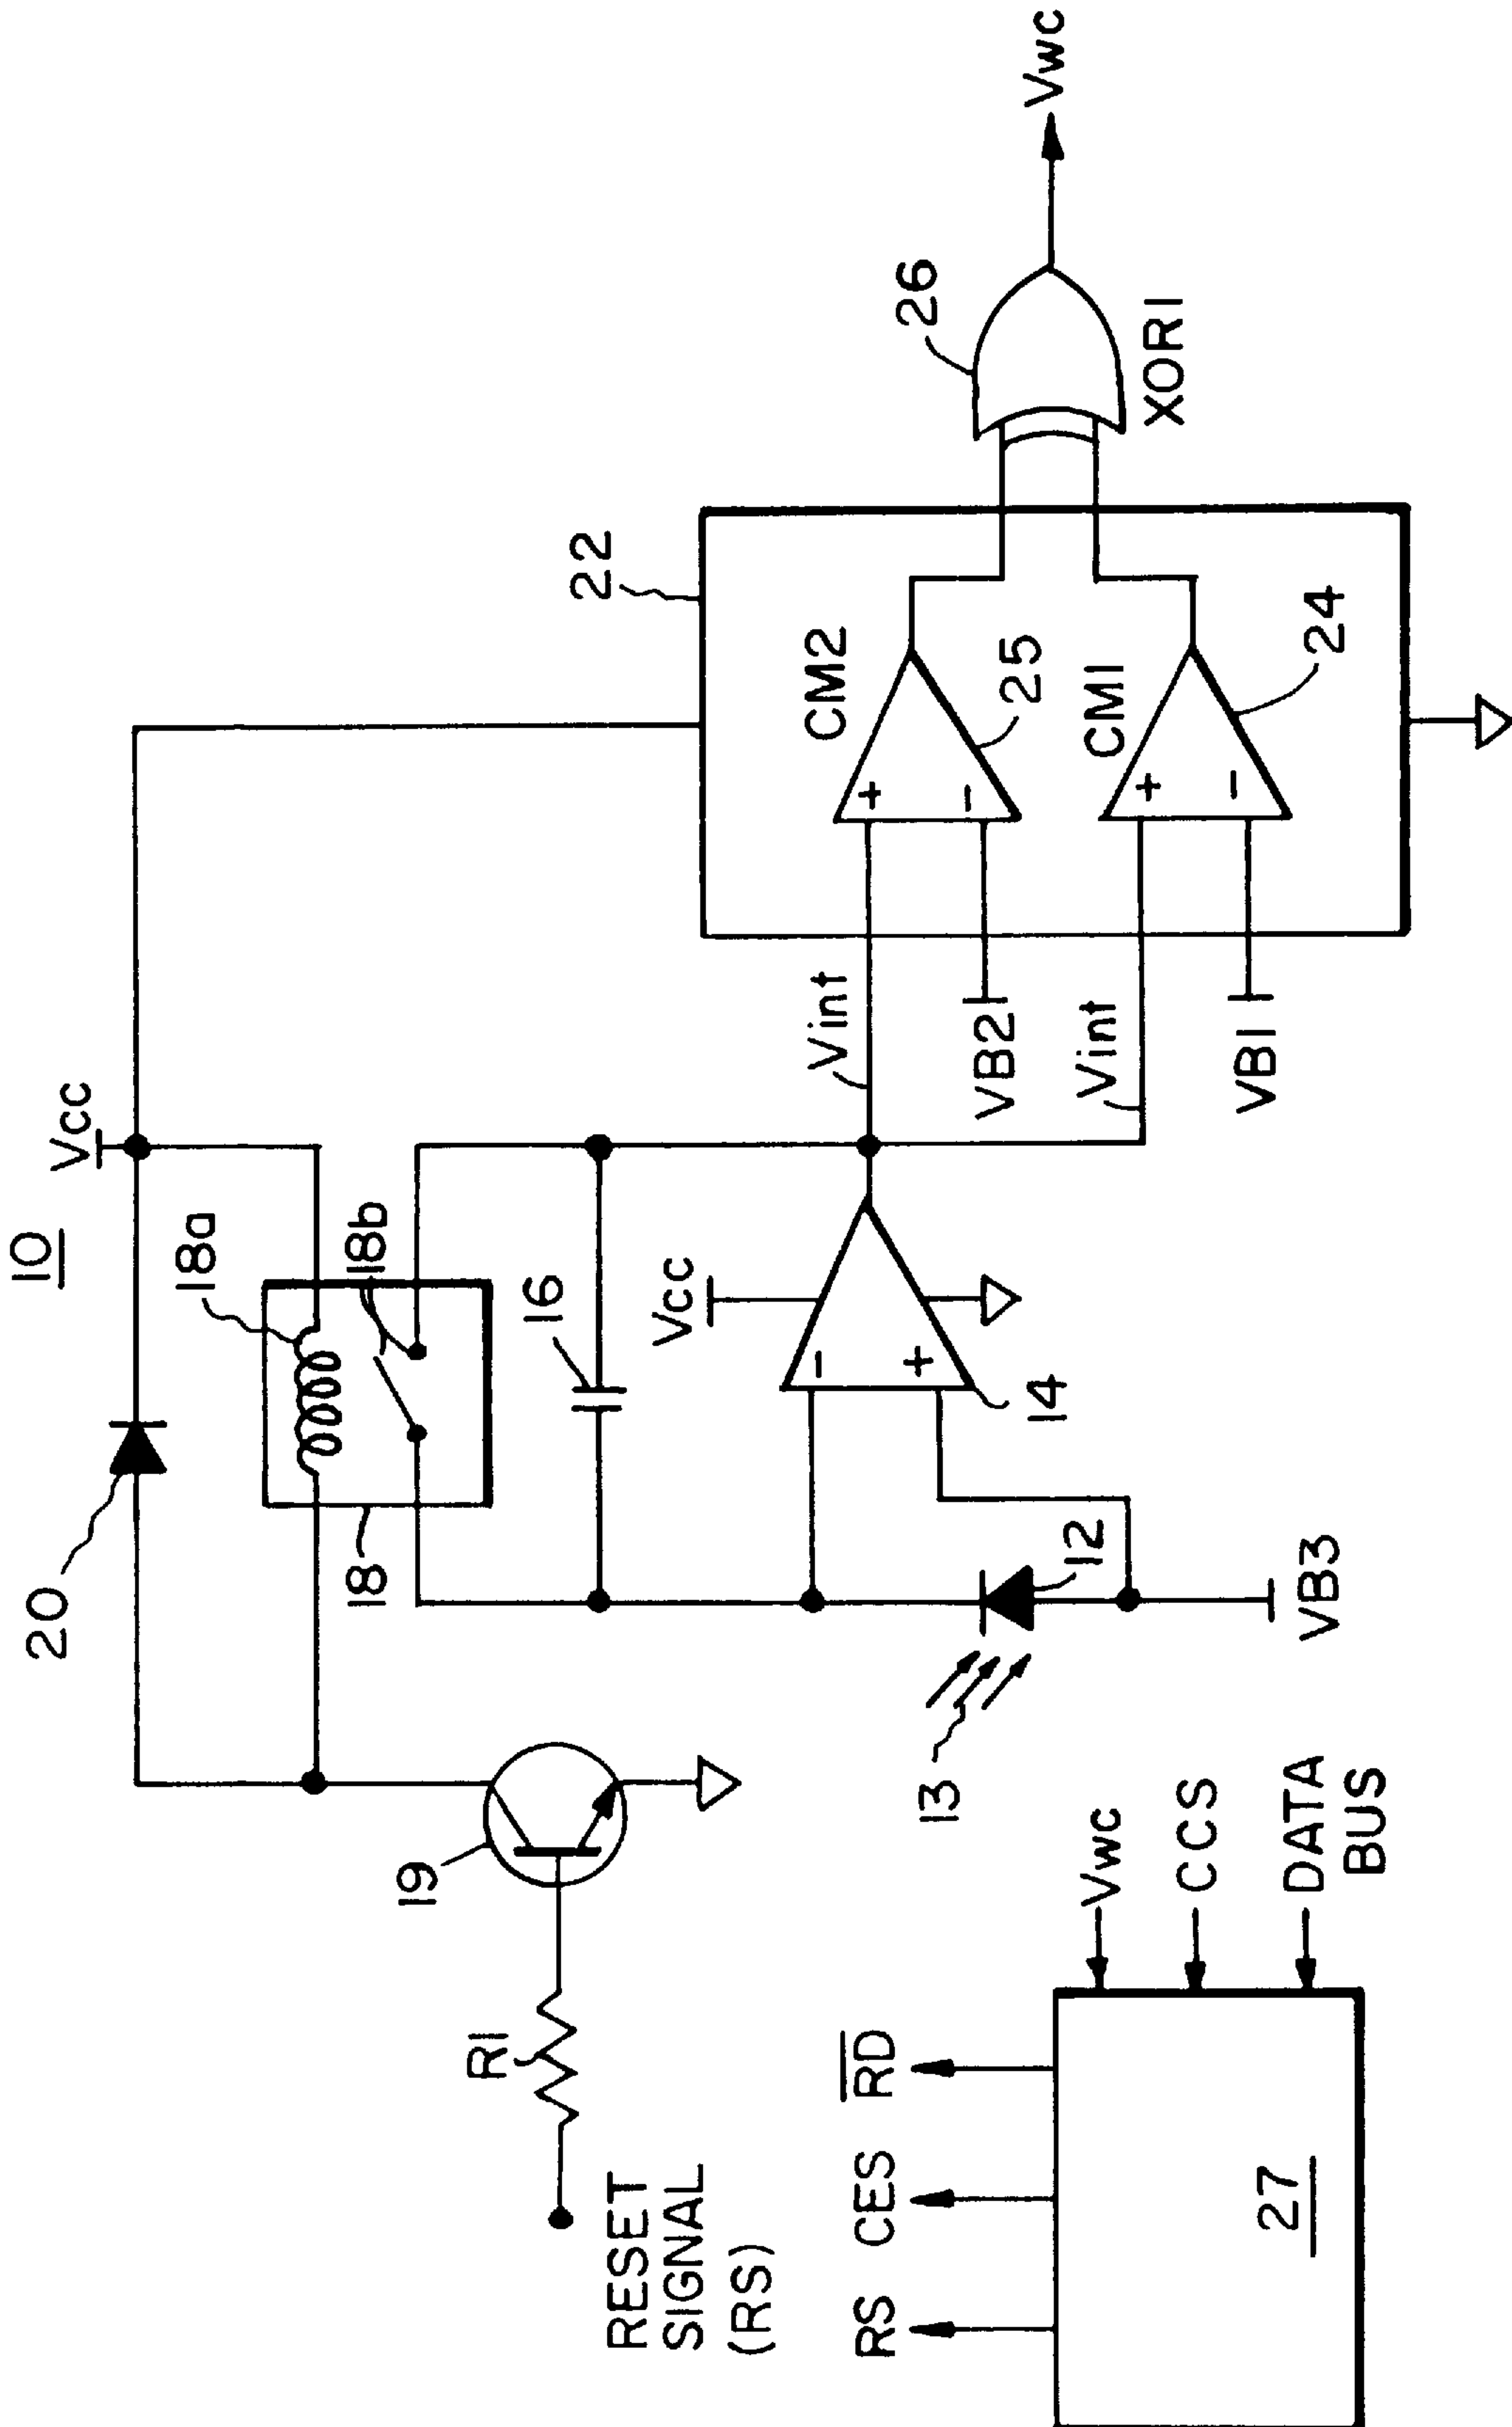 10
Vcc
20
18a
18b
18
16
Vcc
14
19
R1
RESET
SIGNAL
(RS)
13
12
VB3
22
CM2
25
CM1
24
+
-
+
-
-
+
Vint
VB2
Vint
VB1
26
XOR1
Vwc
RS
CES
RD
27
Vwc
CCS
DATA
BUS